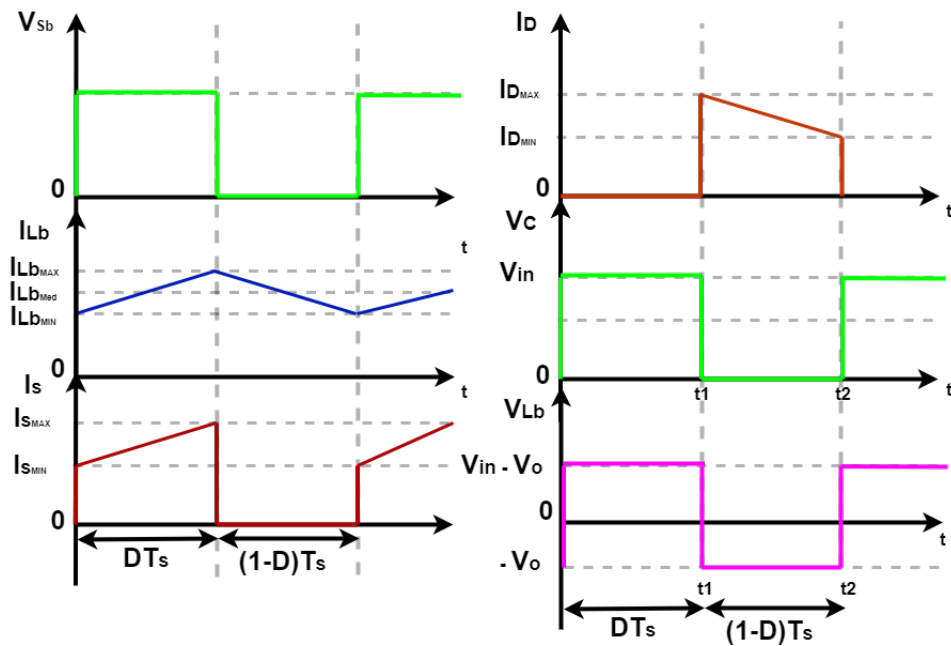 VSb
0
t
ILb
ILbMAX
ILbMed
ILbMIN
0
t
Is
IsMAX
IsMIN
0
DTs
(1-D)Ts
ID
IDMAX
IDMIN
0
t
Vc
Vin
0
t1
t2
t
VLb
Vin - Vo
0
t
- Vo
t1
t2
DTs
(1-D)Ts